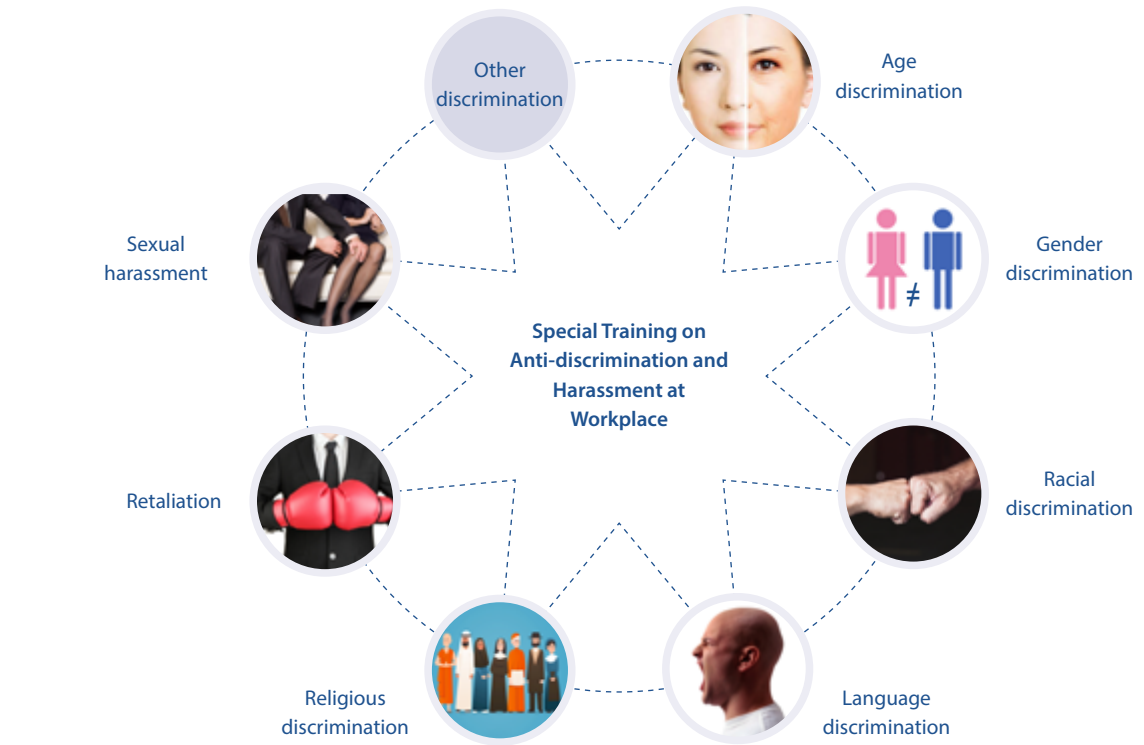 Other
discrimination
Age
discrimination
Sexual
harassment
Gender
discrimination
≠
Special Training on
Anti-discrimination and
Harassment at
Workplace
Retaliation
Racial
discrimination
Religious
discrimination
Language
discrimination